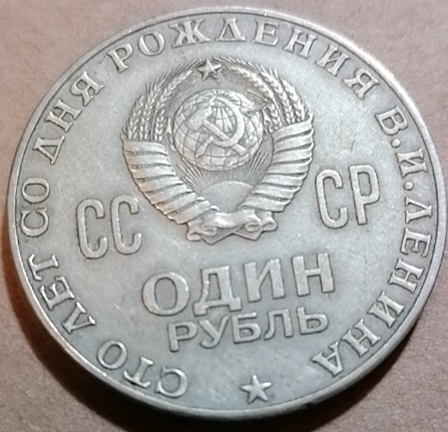 СТО ЛЕТ СО ДНЯ РОЖДЕНИЯ В.И.ЛЕНИНА
СС СР
ОДИН
РУБЛЬ